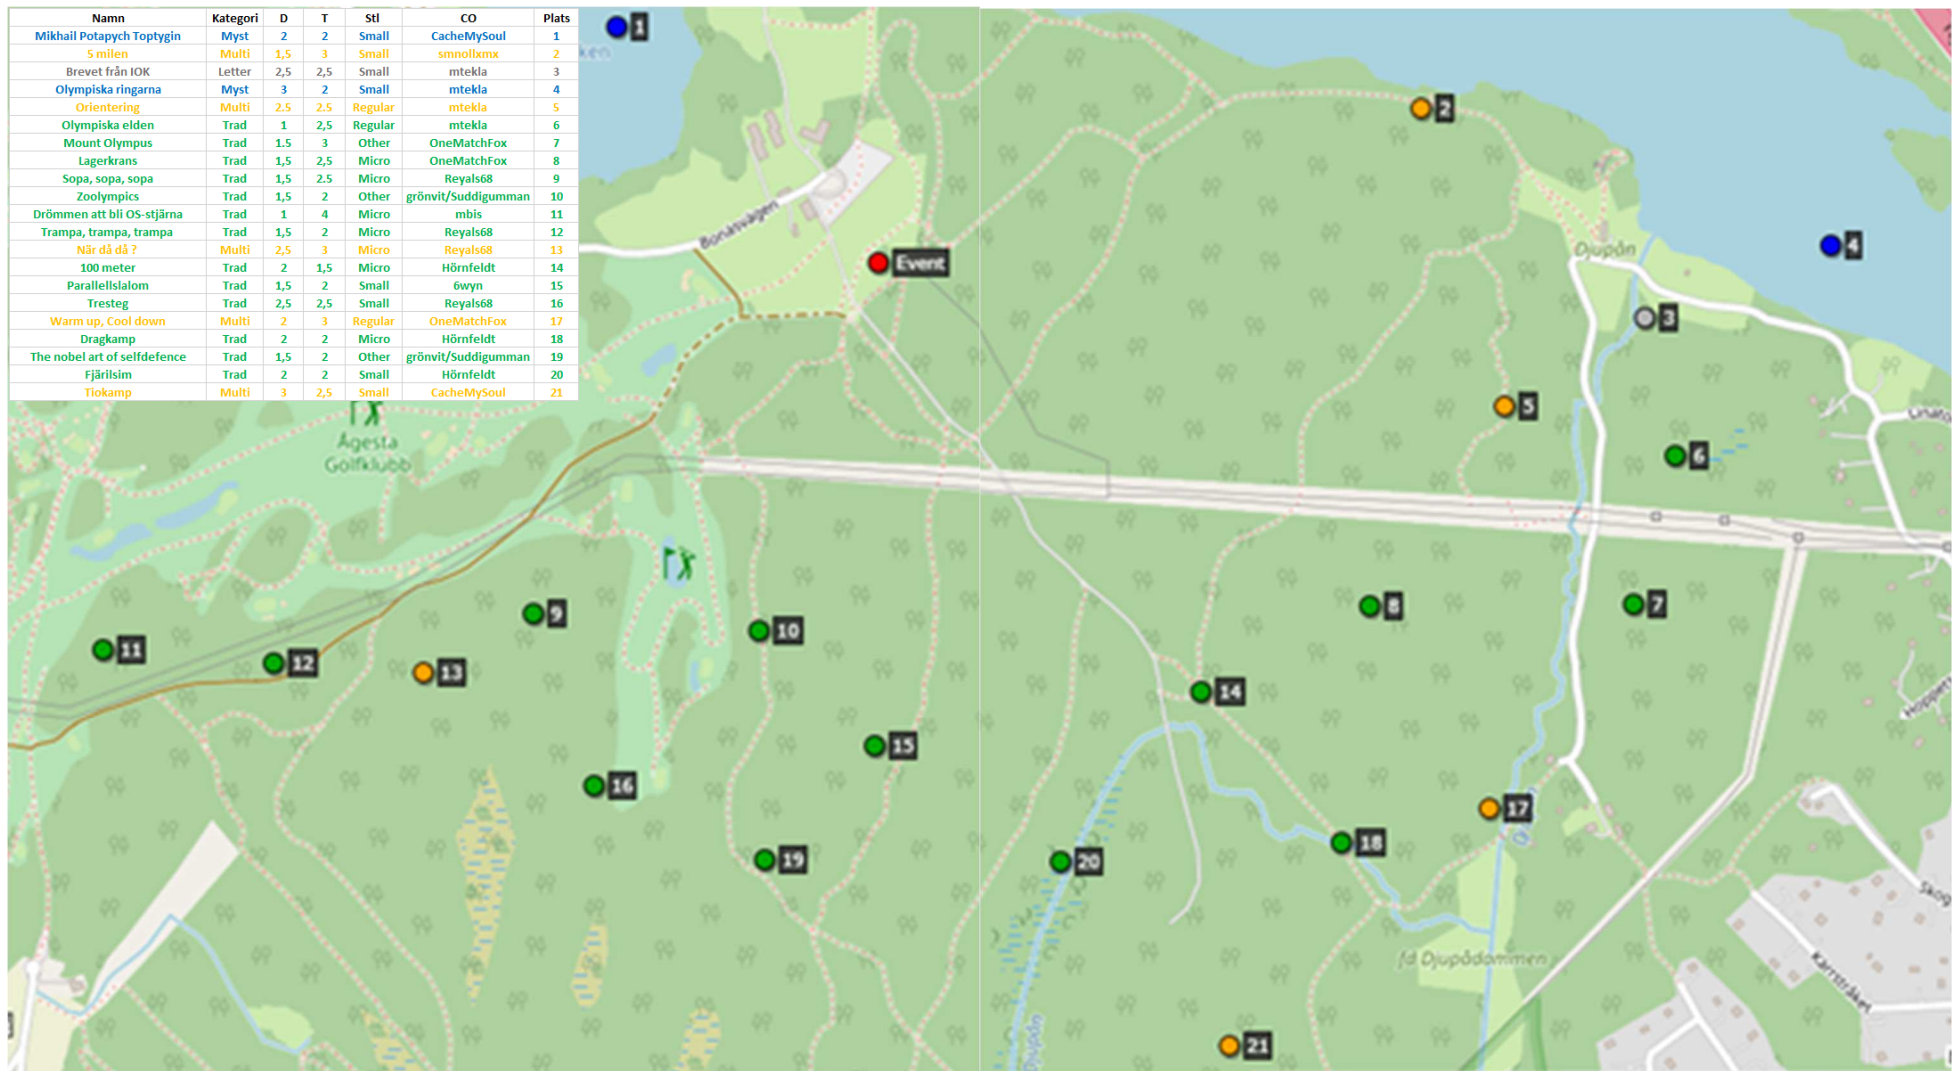 Namn Kategori D T Stl CO Plats
Mikhail Potapych Toptygin Myst 2 2 Small CacheMySoul 1
5 milen Multi 1,5 3 Small smnollxmx 2
Brevet från IOK Letter 2,5 2,5 Small mtekla 3
Olympiska ringarna Myst 3 2 Small mtekla 4
Orientering Multi 2.5 2.5 Regular mtekla 5
Olympiska elden Trad 1 2,5 Regular mtekla 6
Mount Olympus Trad 1.5 3 Other OneMatchFox 7
Lagerkrans Trad 1,5 2,5 Micro OneMatchFox 8
Sopa, sopa, sopa Trad 1,5 2.5 Micro Reyals68 9
Zoolympics Trad 1,5 2 Other grönvit/Suddigumman 10
Drömmen att bli OS-stjärna Trad 1 4 Micro mbis 11
Trampa, trampa, trampa Trad 1,5 2 Micro Reyals68 12
När då då ? Multi 2,5 3 Micro Reyals68 13
100 meter Trad 2 1,5 Micro Hörnfeldt 14
Parallellslalom Trad 1,5 2 Small 6wyn 15
Tresteg Trad 2,5 2,5 Small Reyals68 16
Warm up, Cool down Multi 2 3 Regular OneMatchFox 17
Dragkamp Trad 2 2 Micro Hörnfeldt 18
The nobel art of selfdefence Trad 1,5 2 Other grönvit/Suddigumman 19
Fjärilsim Trad 2 2 Small Hörnfeldt 20
Tiokamp Multi 3 2,5 Small CacheMySoul 21
1
ken
2
Bonäsvägen
Djupån
4
Event
3
5
Ågesta
Golfklubb
6
9
8
7
10
11
12
13
14
15
16
17
18
19
20
fd Djupådammen
Kärrstråket
Djupån
21